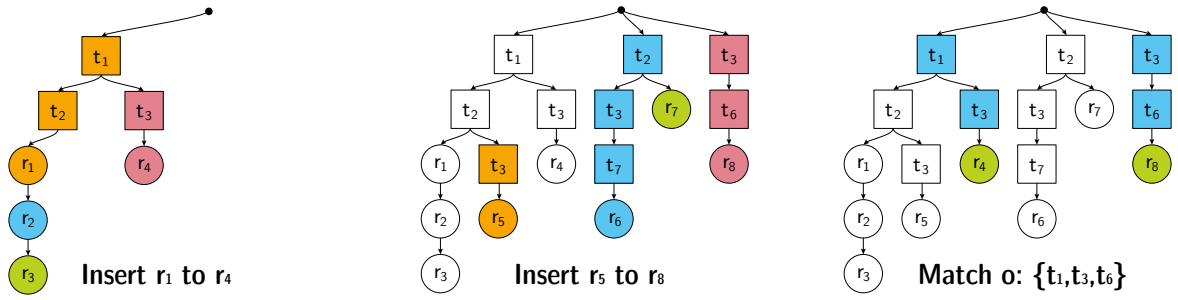 t₁
t₂ t₃
r₁ r₄
r₂
r₃
Insert r₁ to r₄
t₁ t₂ t₃
t₂ t₃ t₃ r₇ t₆
r₁ t₃ r₄ t₇ r₈
r₂ r₅ r₆
r₃
Insert r₅ to r₈
t₁ t₂ t₃
t₂ t₃ t₃ r₇ t₆
r₁ t₃ r₄ t₇ r₈
r₂ r₅ r₆
r₃
Match o: {t₁,t₃,t₆}